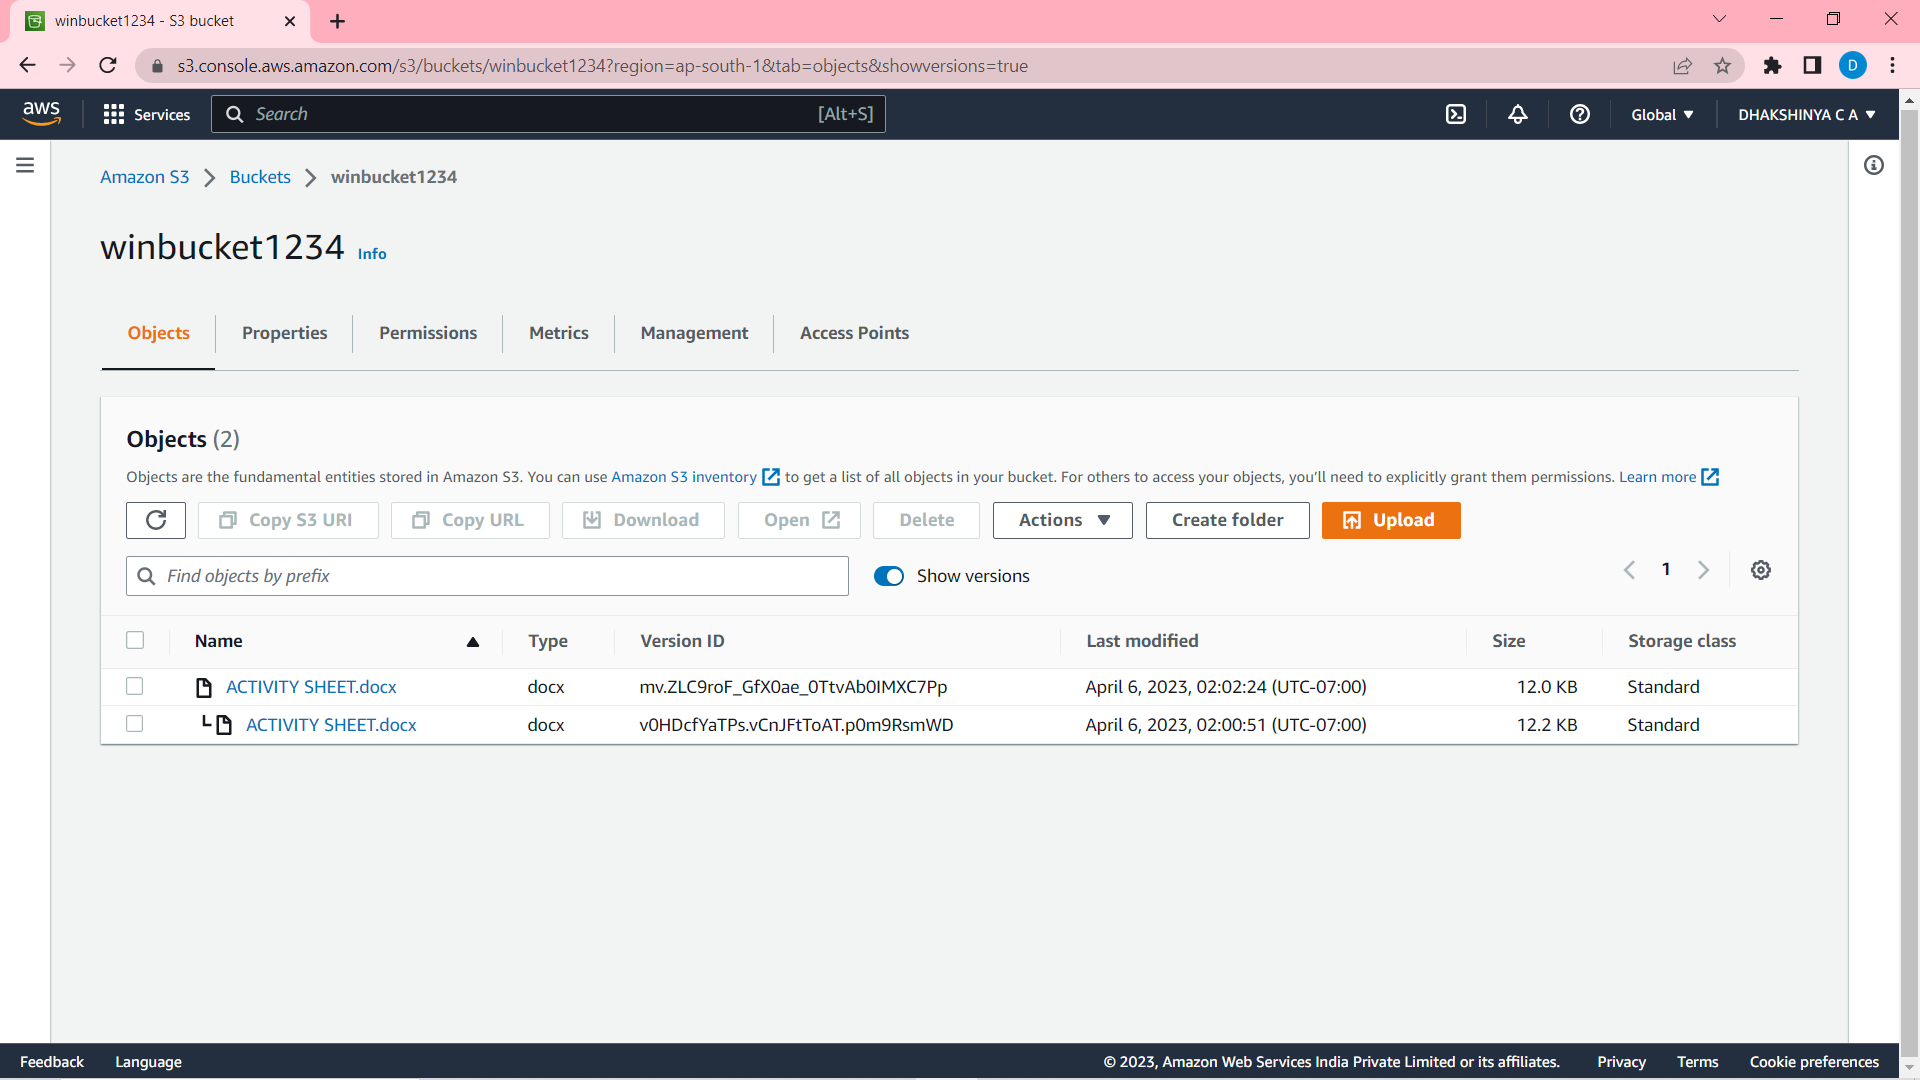 winbucket1234 - S3 bucket
s3.console.aws.amazon.com/s3/buckets/winbucket1234?region=ap-south-1&tab=objects&showversions=true
D
aws Services Search [Alt+S] Global DHAKSHINYA C A
Amazon S3 Buckets winbucket1234
winbucket1234 Info
Objects Properties Permissions Metrics Management Access Points
Objects (2)
Objects are the fundamental entities stored in Amazon S3. You can use Amazon S3 inventory to get a list of all objects in your bucket. For others to access your objects, you'll need to explicitly grant them permissions. Learn more
Copy S3 URI Copy URL Download Open Delete Actions Create folder Upload
Find objects by prefix Show versions 1
Name Type Version ID Last modified Size Storage class
ACTIVITY SHEET.docx docx mv.ZLC9roF_GfX0ae_0TtvAb0IMXC7Pp April 6, 2023, 02:02:24 (UTC-07:00) 12.0 KB Standard
ACTIVITY SHEET.docx docx v0HDcfYaTPs.vCnJFtToAT.p0m9RsmWD April 6, 2023, 02:00:51 (UTC-07:00) 12.2 KB Standard
Feedback Language © 2023, Amazon Web Services India Private Limited or its affiliates. Privacy Terms Cookie preferences